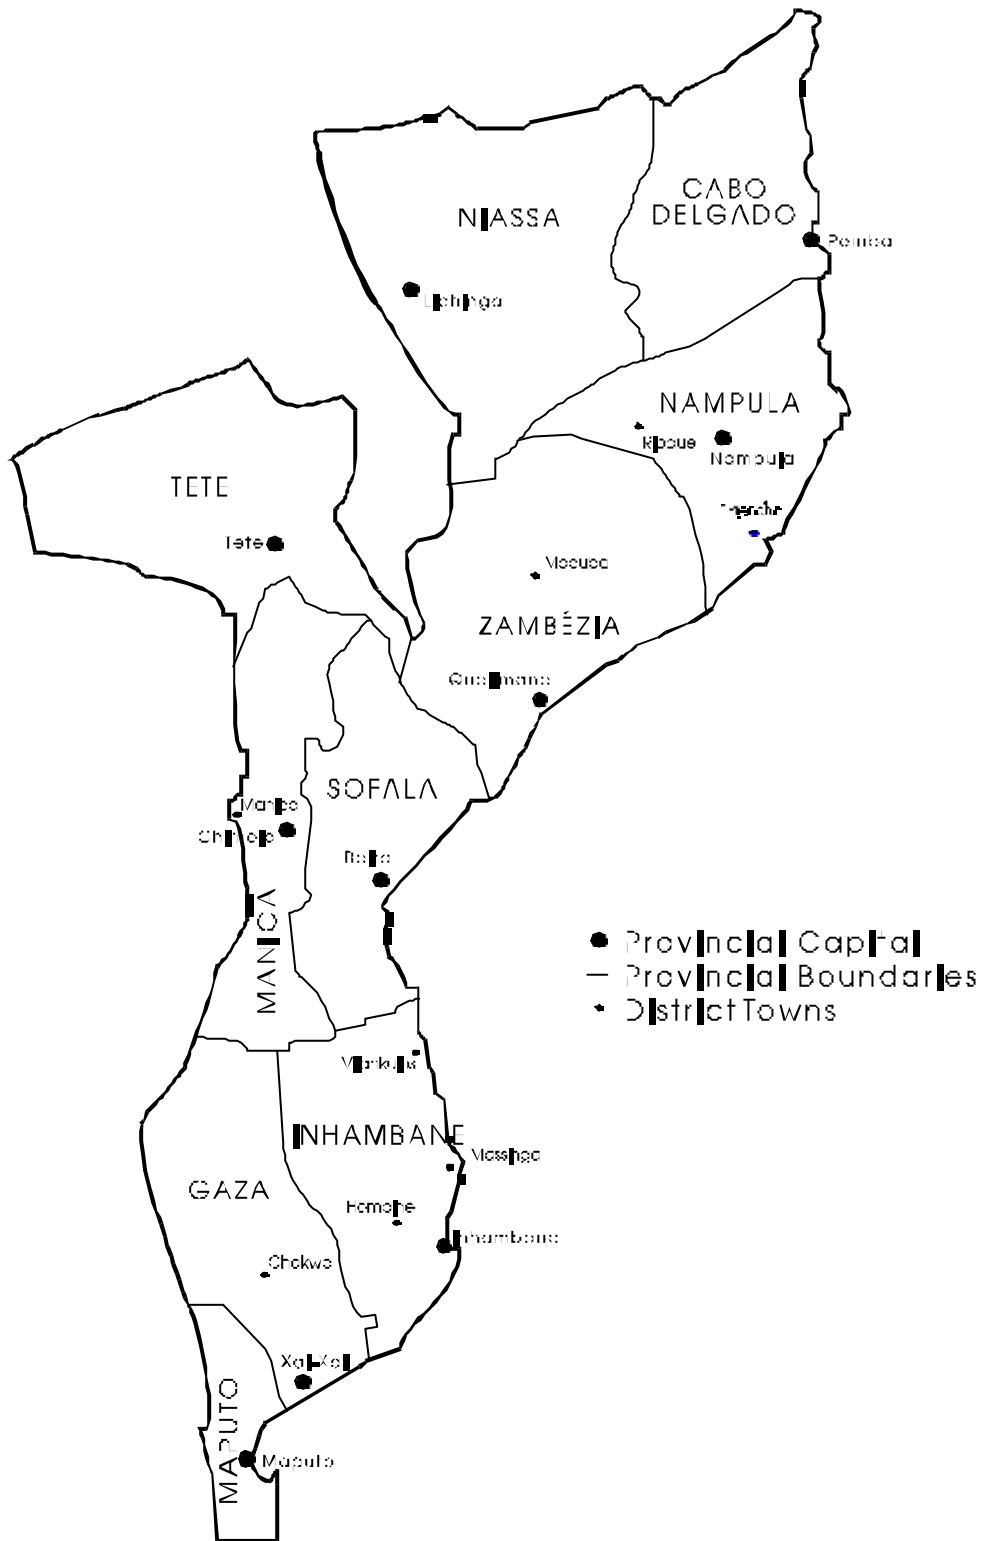 CABO
DELGADO
NIASSA
Pemba
Lichinga
NAMPULA
Ribaue
Nampula
TETE
Tete
Mocuba
ZAMBÉZIA
Quelimane
SOFALA
Manica
Chimoio
Beira
MANICA
Provincial Capital
Provincial Boundaries
District Towns
Vilankulos
INHAMBANE
Massinga
GAZA
Homoine
Inhambane
Chokwe
Xai-Xai
MAPUTO
Maputo